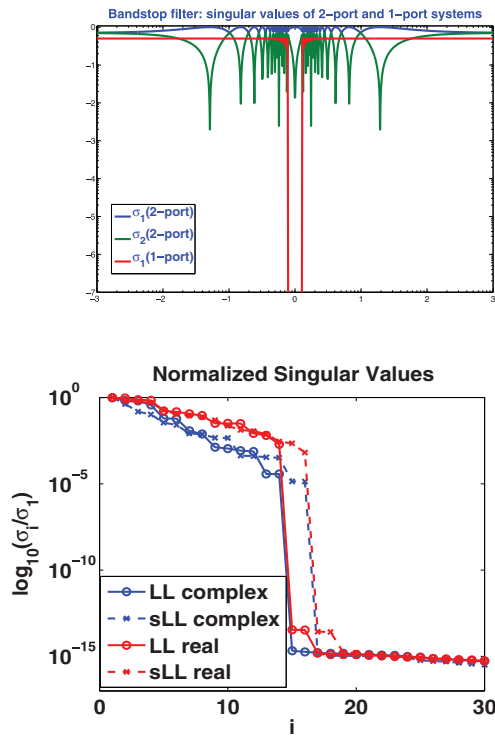 Bandstop filter: singular values of 2−port and 1−port systems
0
−1
−2
−3
−4
−5
−6
−7
σ1(2−port)
σ2(2−port)
σ1(1−port)
−3 −2 −1 0 1 2 3
Normalized Singular Values
log10(σi/σ1)
10^0
10^−5
10^−10
10^−15
LL complex
sLL complex
LL real
sLL real
0 10 20 30
i